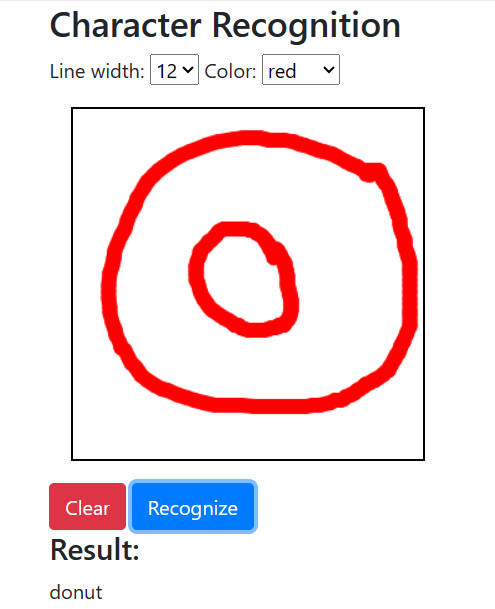 Character Recognition
Line width: 12 Color: red
Clear Recognize
Result:
donut